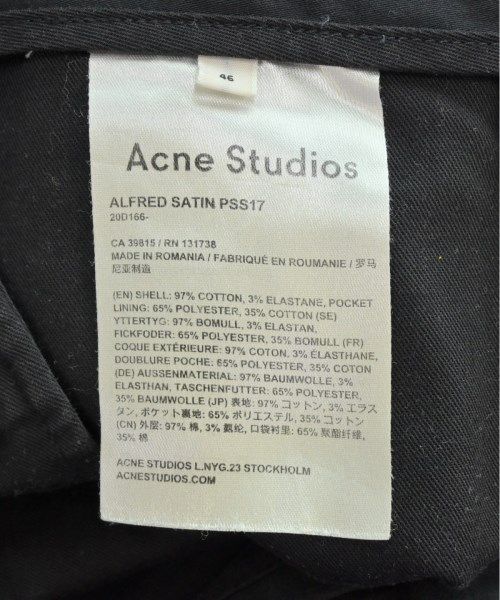 46
Acne Studios
ALFRED SATIN PSS17
20D166-
CA 39815 / RN 131738
MADE IN ROMANIA / FABRIQUÉ EN ROUMANIE / 罗马
尼亚制造
(EN) SHELL: 97% COTTON, 3% ELASTANE, POCKET
LINING: 65% POLYESTER, 35% COTTON (SE)
YTTERTYG: 97% BOMULL, 3% ELASTAN,
FICKFODER: 65% POLYESTER, 35% BOMULL (FR)
COQUE EXTÉRIEURE: 97% COTON, 3% ÉLASTHANE,
DOUBLURE POCHE: 65% POLYESTER, 35% COTON
(DE) AUSSENMATERIAL: 97% BAUMWOLLE, 3%
ELASTHAN, TASCHENFUTTER: 65% POLYESTER,
35% BAUMWOLLE (JP) 表地: 97% コットン, 3% エラス
タン, ポケット裏地: 65% ポリエステル, 35% コットン
(CN) 外层: 97% 棉, 3% 氨纶, 口袋衬里: 65% 聚酯纤维,
35% 棉
ACNE STUDIOS L.NYG.23 STOCKHOLM
ACNESTUDIOS.COM